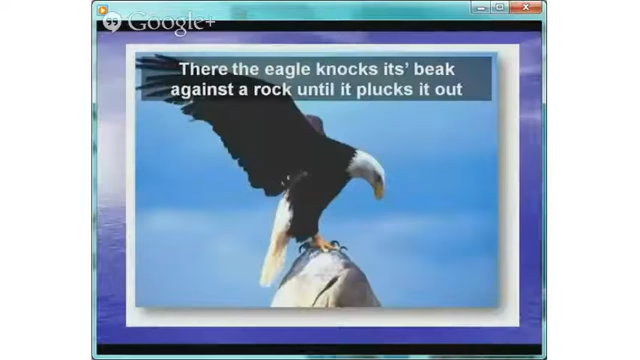 Google+
There the eagle knocks its' beak
against a rock until it plucks it out